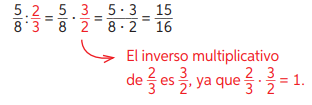 5/8 : 2/3 = 5/8 · 3/2 = 5 · 3/8 · 2 = 15/16
El inverso multiplicativo
de 2/3 es 3/2, ya que 2/3 · 3/2 = 1.